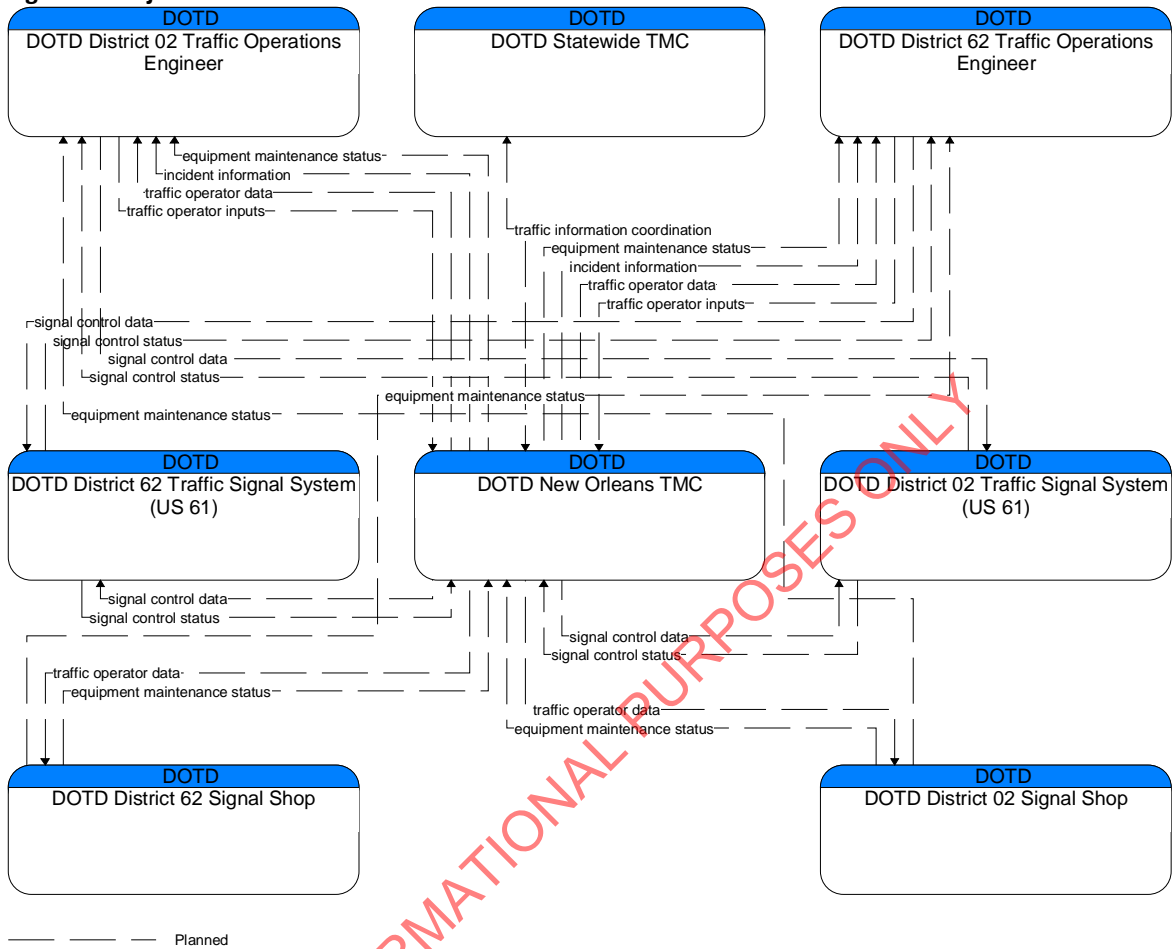 DOTD
DOTD District 02 Traffic Operations
Engineer
DOTD
DOTD Statewide TMC
DOTD
DOTD District 62 Traffic Operations
Engineer
equipment maintenance status
incident information
traffic operator data
traffic operator inputs
traffic information coordination
equipment maintenance status
incident information
traffic operator data
traffic operator inputs
signal control data
signal control status
signal control data
signal control status
equipment maintenance status
equipment maintenance status
DOTD
DOTD District 62 Traffic Signal System
(US 61)
DOTD
DOTD New Orleans TMC
DOTD
DOTD District 02 Traffic Signal System
(US 61)
signal control data
signal control status
signal control data
signal control status
traffic operator data
equipment maintenance status
traffic operator data
equipment maintenance status
DOTD
DOTD District 62 Signal Shop
DOTD
DOTD District 02 Signal Shop
Planned
PURPOSES ONLY